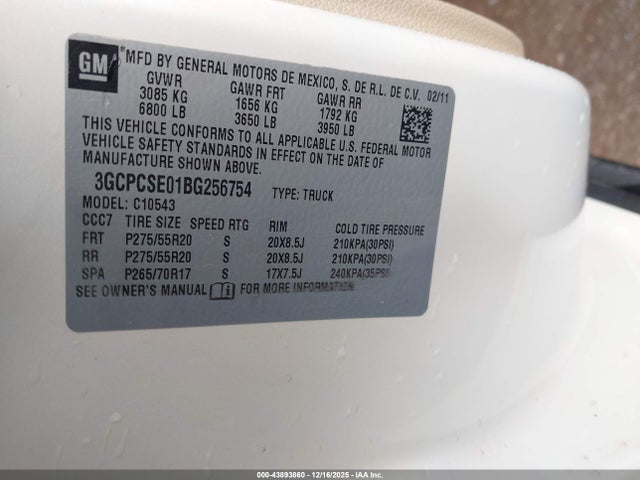 GM
*MFD BY GENERAL MOTORS DE MEXICO, S. DE R.L. DE C.V. 02/11
GVWR GAWR FRT GAWR RR
3085 KG 1656 KG 1792 KG
6800 LB 3650 LB 3950 LB
THIS VEHICLE CONFORMS TO ALL APPLICABLE U.S. FEDERAL MOTOR
VEHICLE SAFETY STANDARDS IN EFFECT ON THE DATE OF
MANUFACTURE SHOWN ABOVE.
3GCPCSE01BG256754 TYPE: TRUCK
MODEL: C10543
CCC7 TIRE SIZE SPEED RTG RIM COLD TIRE PRESSURE
FRT P275/55R20 S 20X8.5J 210KPA(30PSI)
RR P275/55R20 S 20X8.5J 210KPA(30PSI)
SPA P265/70R17 S 17X7.5J 240KPA(35PSI)
SEE OWNER'S MANUAL FOR MORE INFORMATION
000-43893860 - 12/16/2025 - IAA, Inc.